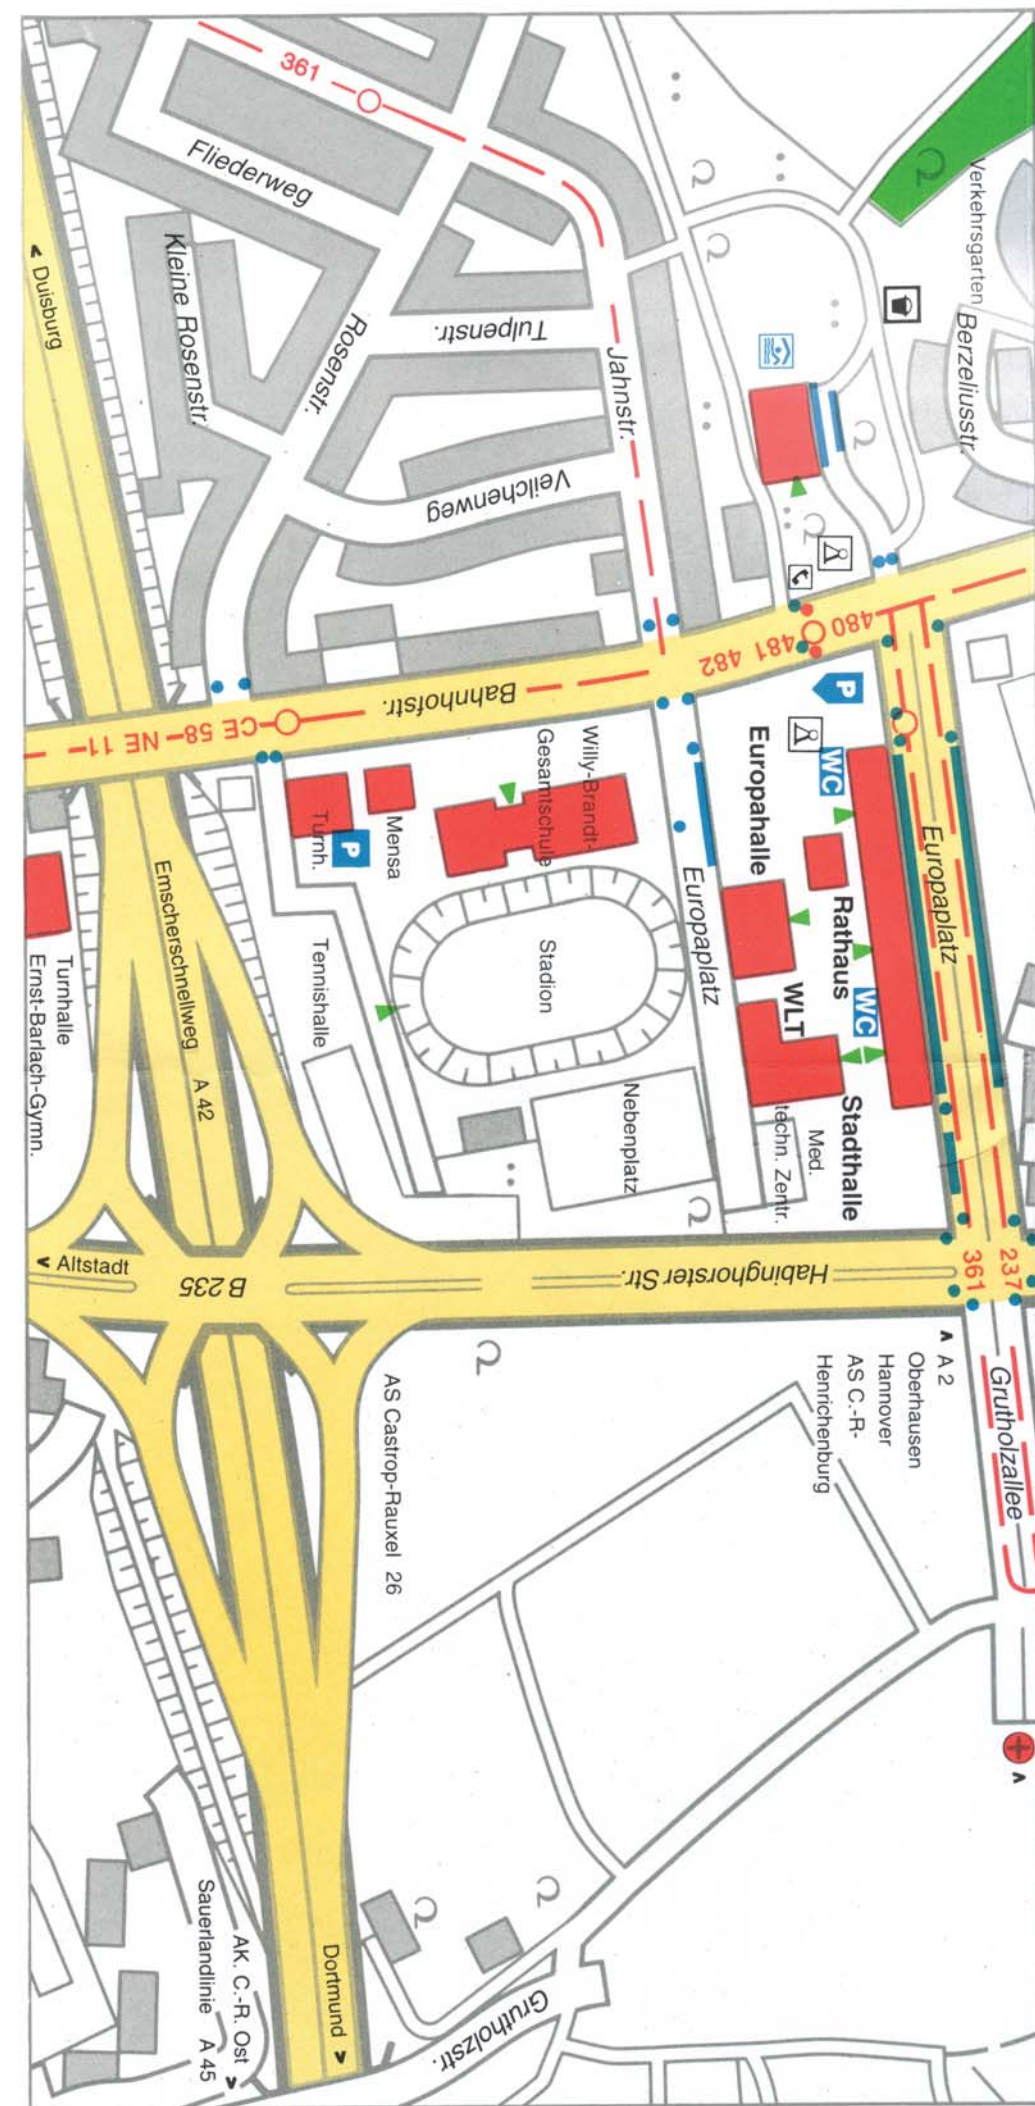 361
Fliederweg
Kleine Rosenstr.
Rosenstr.
Tulpenstr.
Veilchenweg
Jahnstr.
Verkehrsgarten
Berzeliusstr.
< Duisburg
480
481 482
Bahnhofstr.
CE 58
NE 11
P
WC
Europahalle
Rathaus
WC
WLT
Stadthalle
Europaplatz
Europaplatz
Willy-Brandt-
Gesamtschule
Mensa
Turnh.
P
Stadion
Tennishalle
Nebenplatz
Med.
techn. Zentr.
Turnhalle
Ernst-Barlach-Gymn.
Emscherschnellweg
A 42
< Altstadt
B 235
Habinghorster Str.
237
361
Grutholzallee
< A 2
Oberhausen
Hannover
AS C.-R-
Henrichenburg
AS Castrop-Rauxel 26
Dortmund >
AK. C.-R. Ost >
Sauerlandlinie A 45
Grutholzstr.